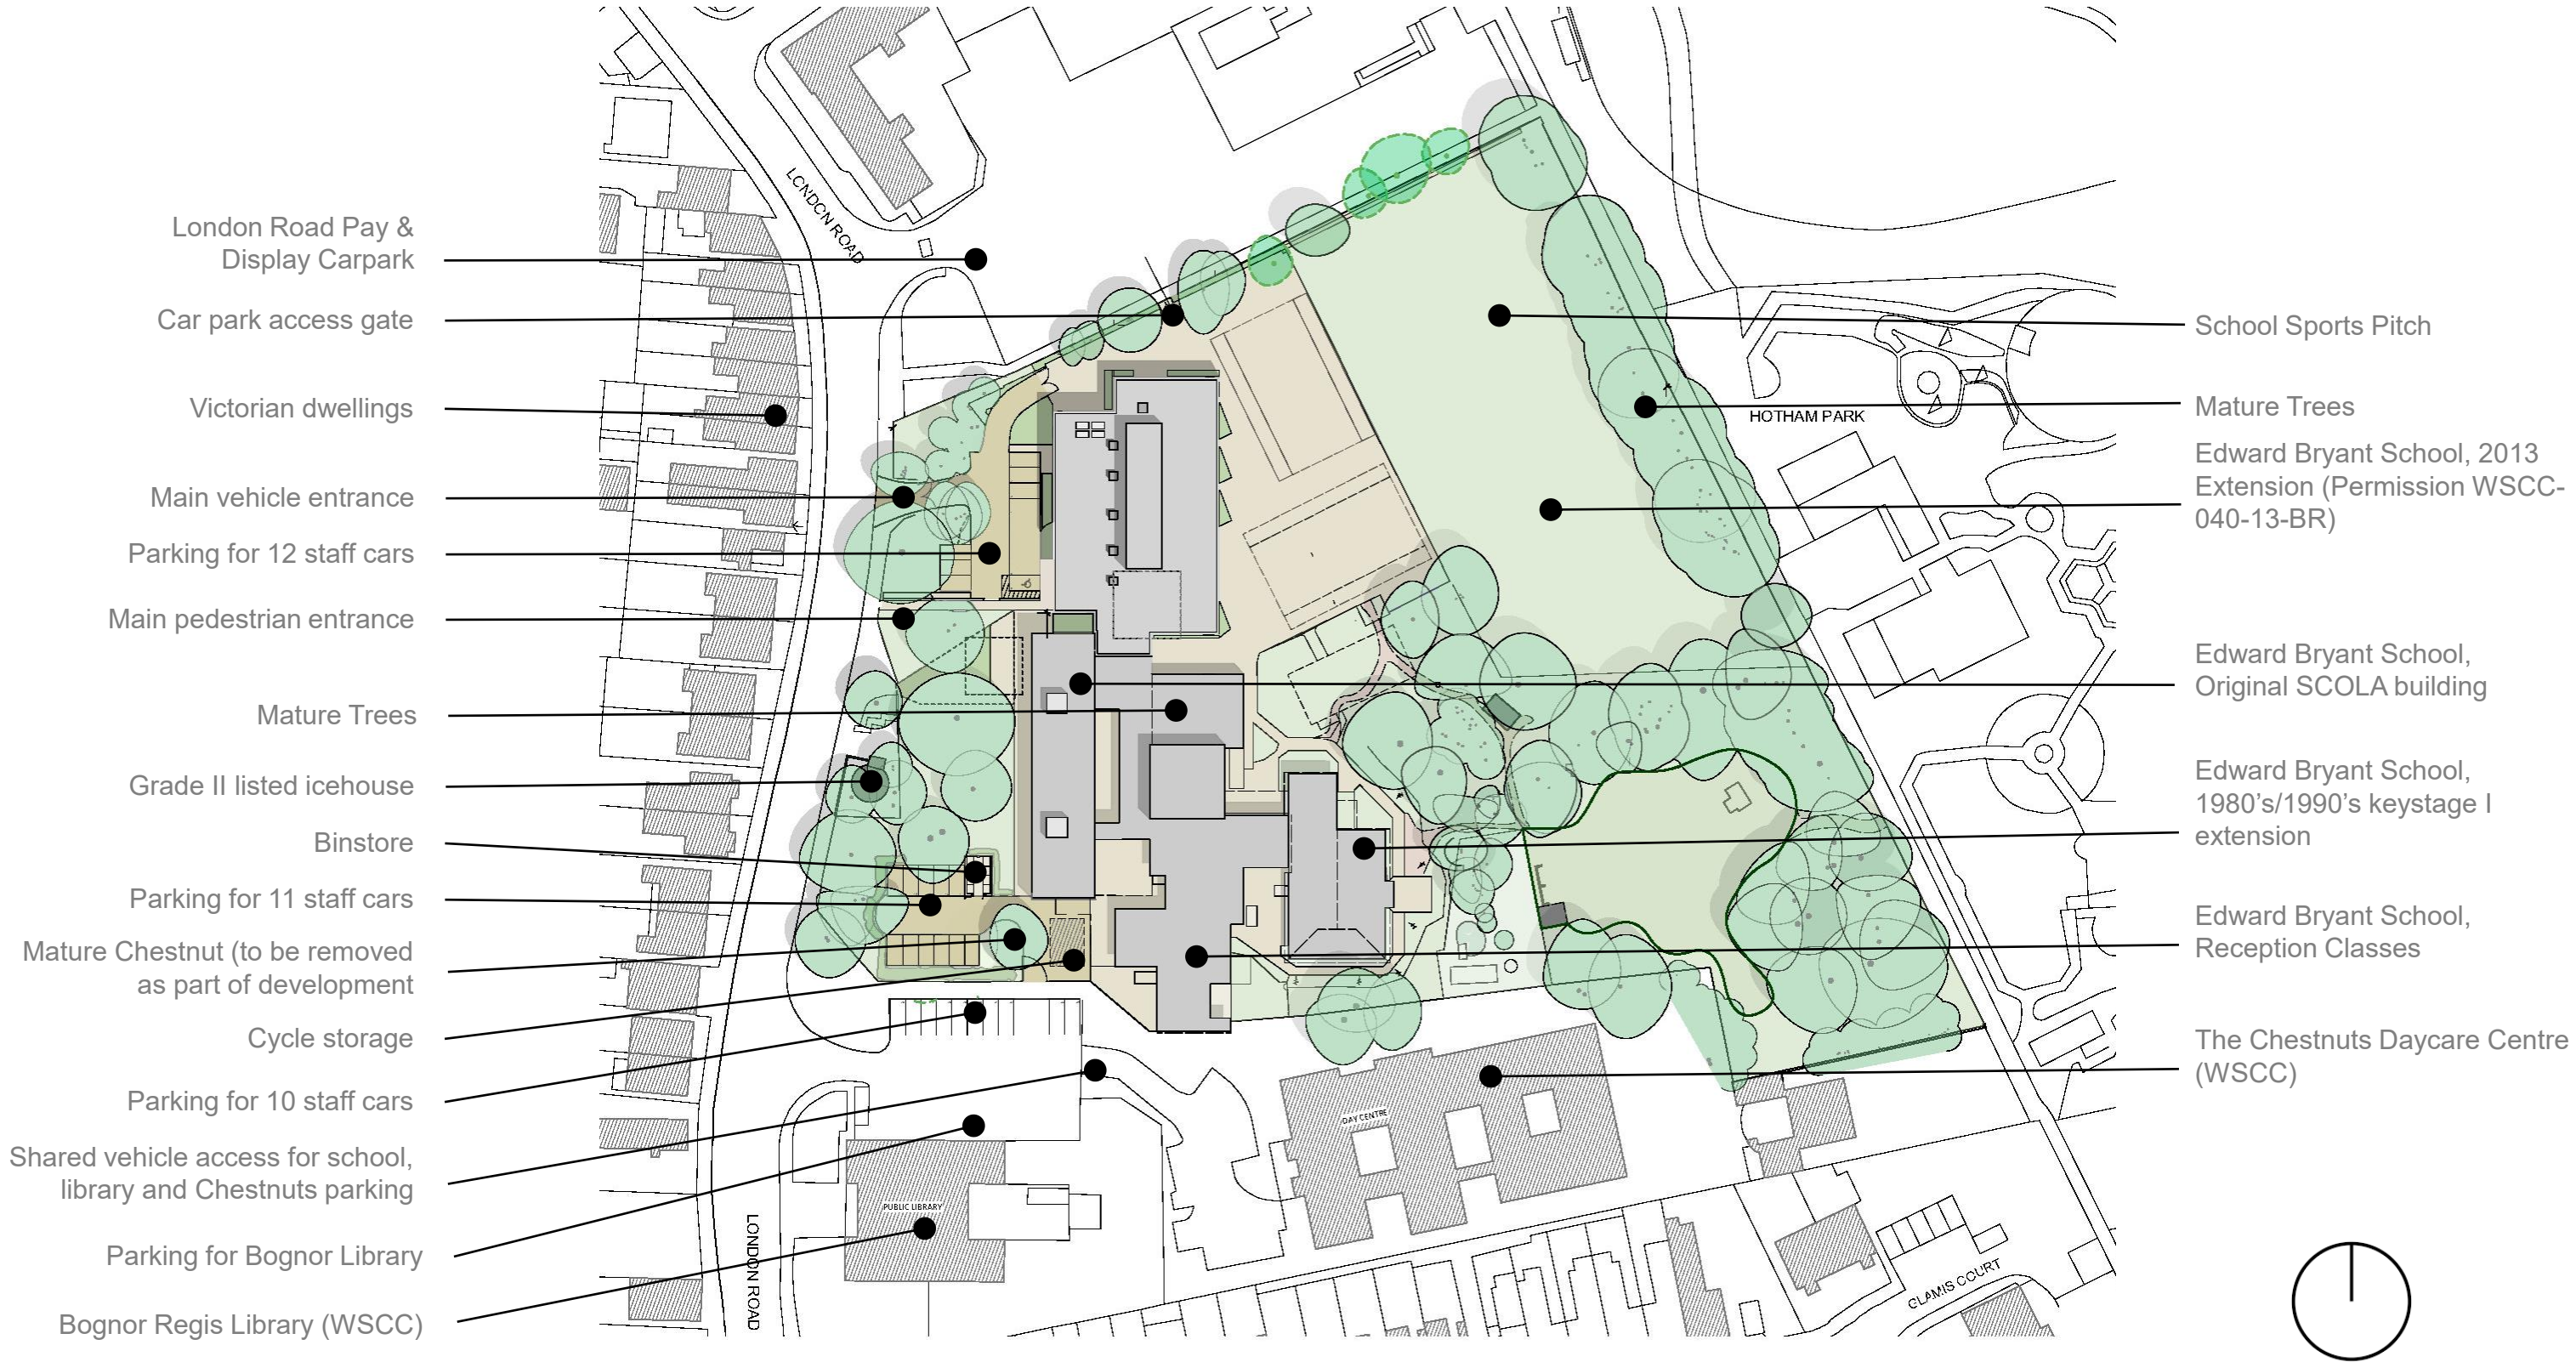 London Road Pay &
Display Carpark
Car park access gate
Victorian dwellings
Main vehicle entrance
Parking for 12 staff cars
Main pedestrian entrance
Mature Trees
Grade II listed icehouse
Binstore
Parking for 11 staff cars
Mature Chestnut (to be removed
as part of development
Cycle storage
Parking for 10 staff cars
Shared vehicle access for school,
library and Chestnuts parking
Parking for Bognor Library
Bognor Regis Library (WSCC)
LONDON ROAD
HOTHAM PARK
DAY CENTRE
PUBLIC LIBRARY
LONDON ROAD
GLAMIS COURT
School Sports Pitch
Mature Trees
Edward Bryant School, 2013
Extension (Permission WSCC-
040-13-BR)
Edward Bryant School,
Original SCOLA building
Edward Bryant School,
1980’s/1990’s keystage I
extension
Edward Bryant School,
Reception Classes
The Chestnuts Daycare Centre
(WSCC)